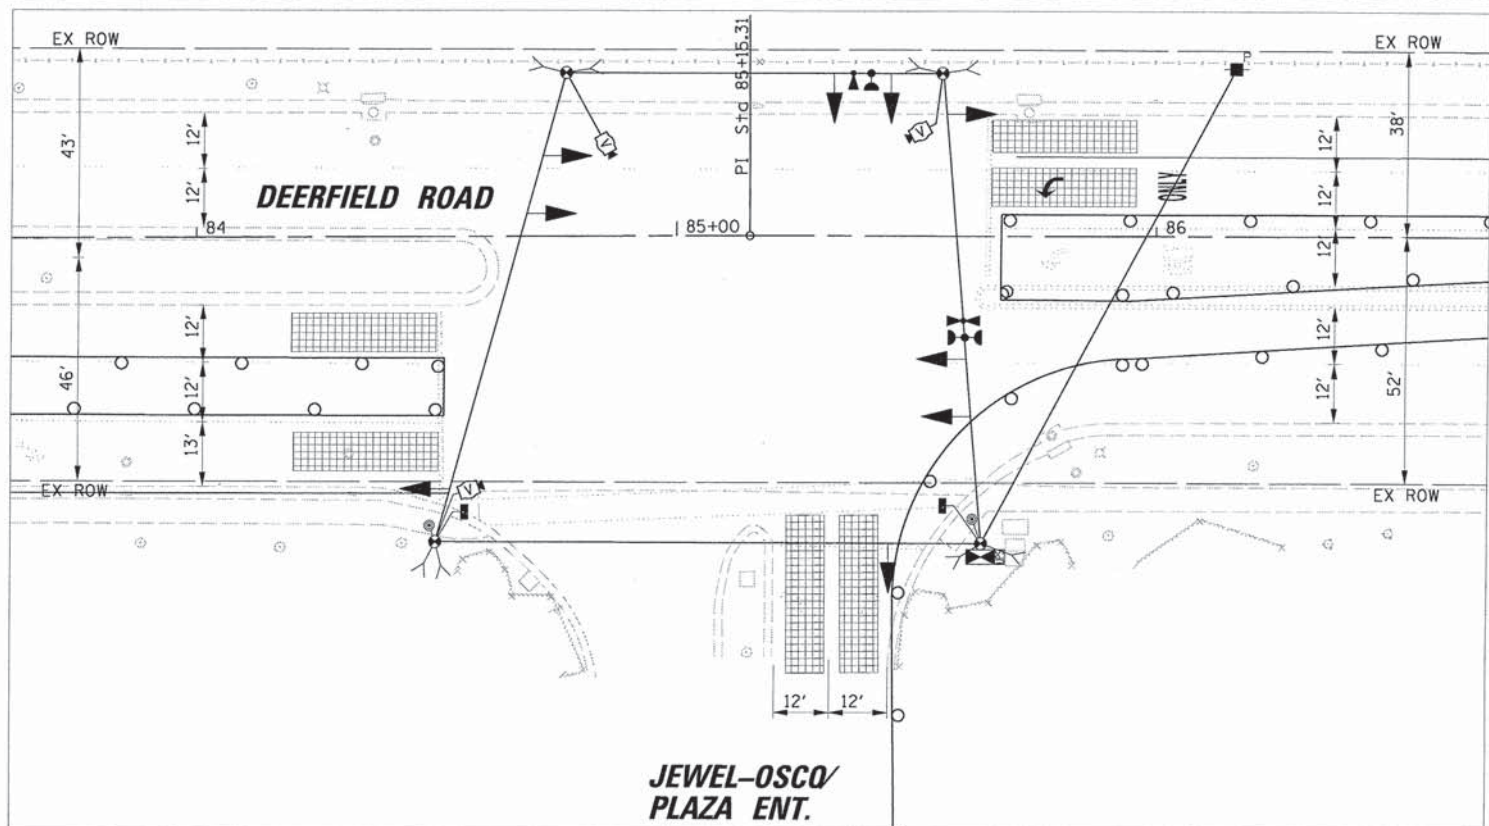 EX ROW
PI Sta 85+15.31
P
EX ROW
43'
12'
12'
V
V
12'
38'
12'
DEERFIELD ROAD
84
85+00
86
12'
12'
46'
12'
13'
12'
12'
52'
EX ROW
V
EX ROW
12'
12'
JEWEL-OSCO/
PLAZA ENT.